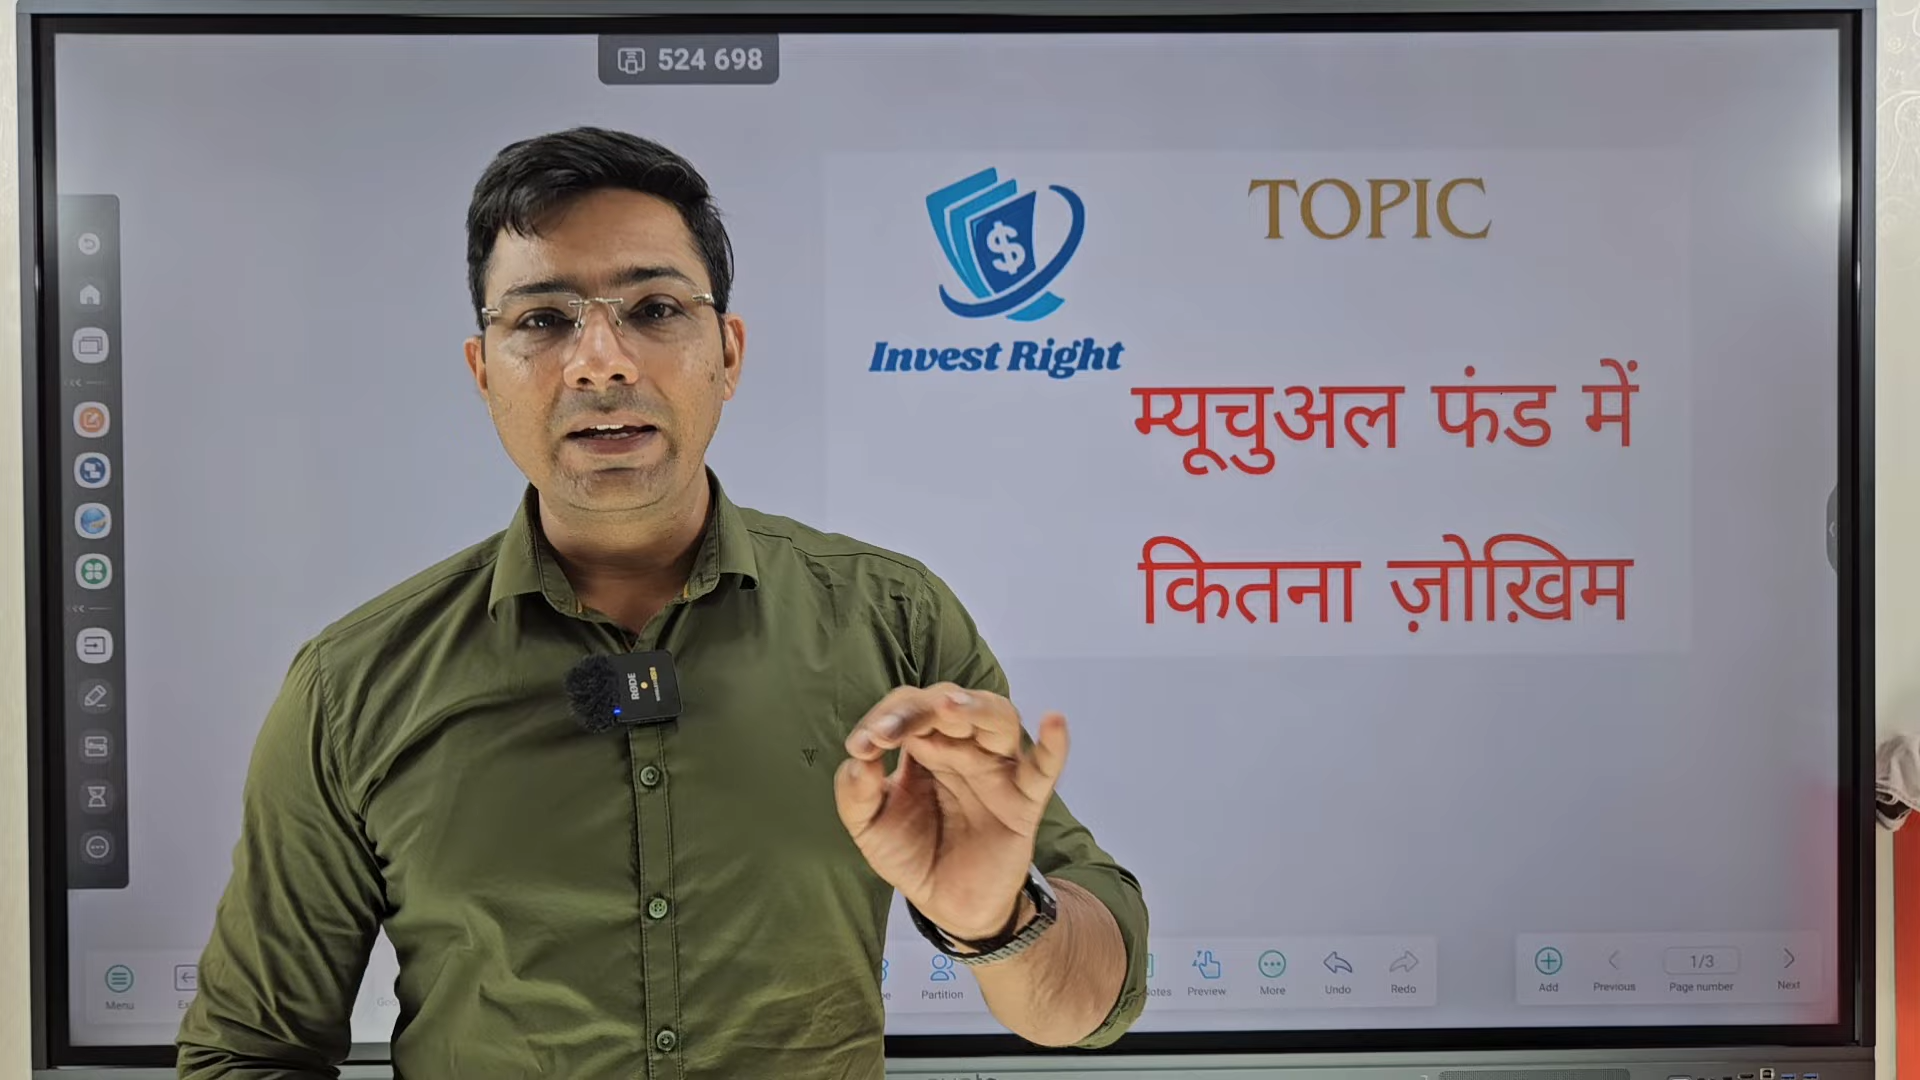 524 698
TOPIC
Invest Right
म्यूचुअल फंड में
कितना ज़ोख़िम
RØDE
Menu
Partition
Preview
More
Undo
Redo
Add
Previous
1/3
Page number
Next